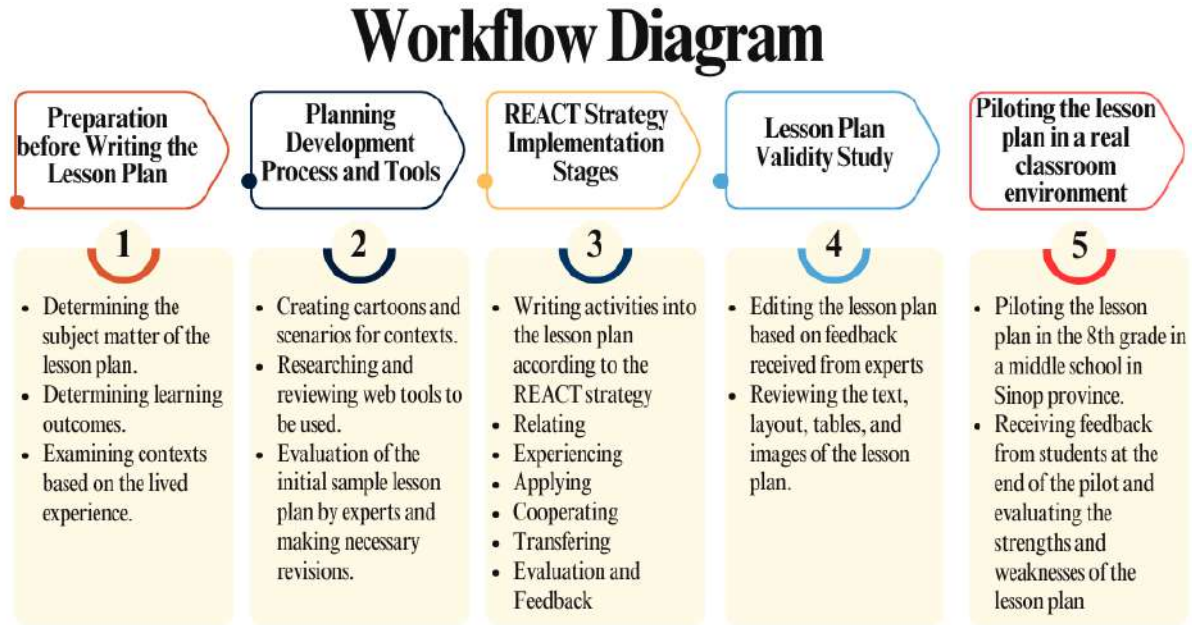 Workflow Diagram
Preparation
before Writing the
Lesson Plan
Planning
Development
Process and Tools
REACT Strategy
Implementation
Stages
Lesson Plan
Validity Study
Piloting the lesson
plan in a real
classroom
environment
1
• Determining the
subject matter of the
lesson plan.
• Determining learning
outcomes.
• Examining contexts
based on the lived
experience.
2
• Creating cartoons and
scenarios for contexts.
• Researching and
reviewing web tools to
be used.
• Evaluation of the
initial sample lesson
plan by experts and
making necessary
revisions.
3
• Writing activities into
the lesson plan
according to the
REACT strategy
• Relating
• Experiencing
• Applying
• Cooperating
• Transfering
• Evaluation and
Feedback
4
• Editing the lesson plan
based on feedback
received from experts
• Reviewing the text,
layout, tables, and
images of the lesson
plan.
5
• Piloting the lesson
plan in the 8th grade in
a middle school in
Sinop province.
• Receiving feedback
from students at the
end of the pilot and
evaluating the
strengths and
weaknesses of the
lesson plan